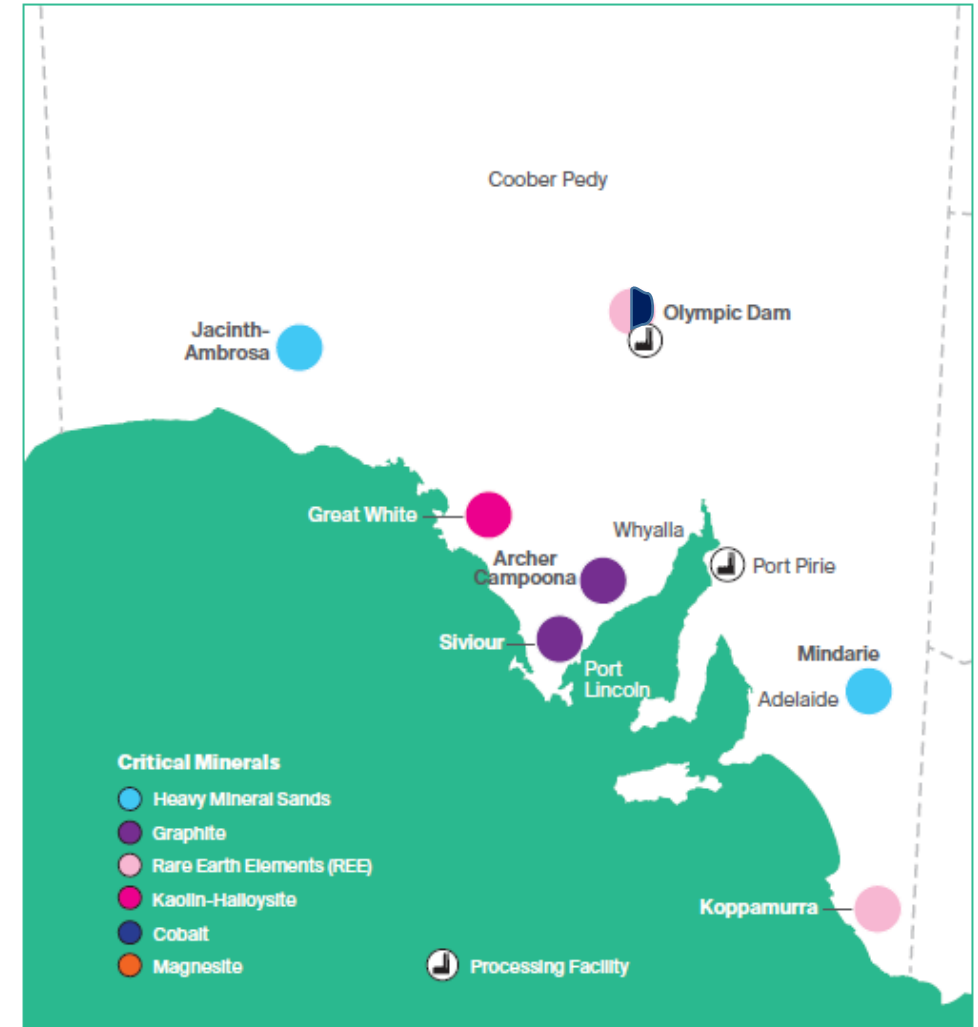 Coober Pedy
Olympic Dam
Jacinth-
Ambrosa
Great White
Whyalla
Archer
Campoona
Port Pirie
Siviour
Port
Lincoln
Mindarie
Adelaide
Critical Minerals
Heavy Mineral Sands
Graphite
Rare Earth Elements (REE)
Kaolin-Halloysite
Cobalt
Magnesite
Processing Facility
Koppamurra